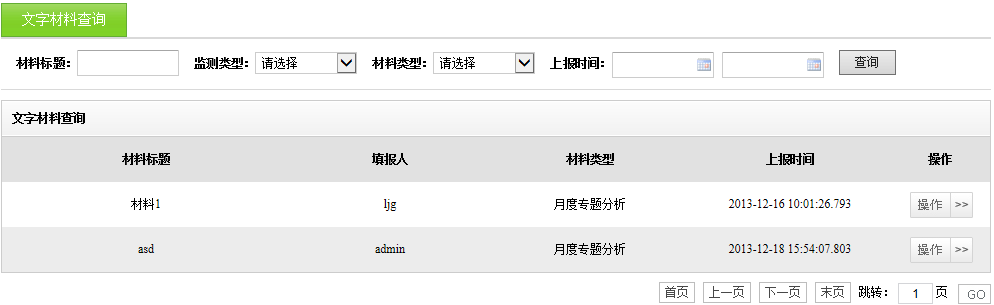 文字材料查询
材料标题： 监测类型： 请选择 材料类型： 请选择 上报时间： 查询
文字材料查询
材料标题 填报人 材料类型 上报时间 操作
材料1 ljg 月度专题分析 2013-12-16 10:01:26.793 操作 >>
asd admin 月度专题分析 2013-12-18 15:54:07.803 操作 >>
首页 上一页 下一页 末页 跳转： 1 页 GO